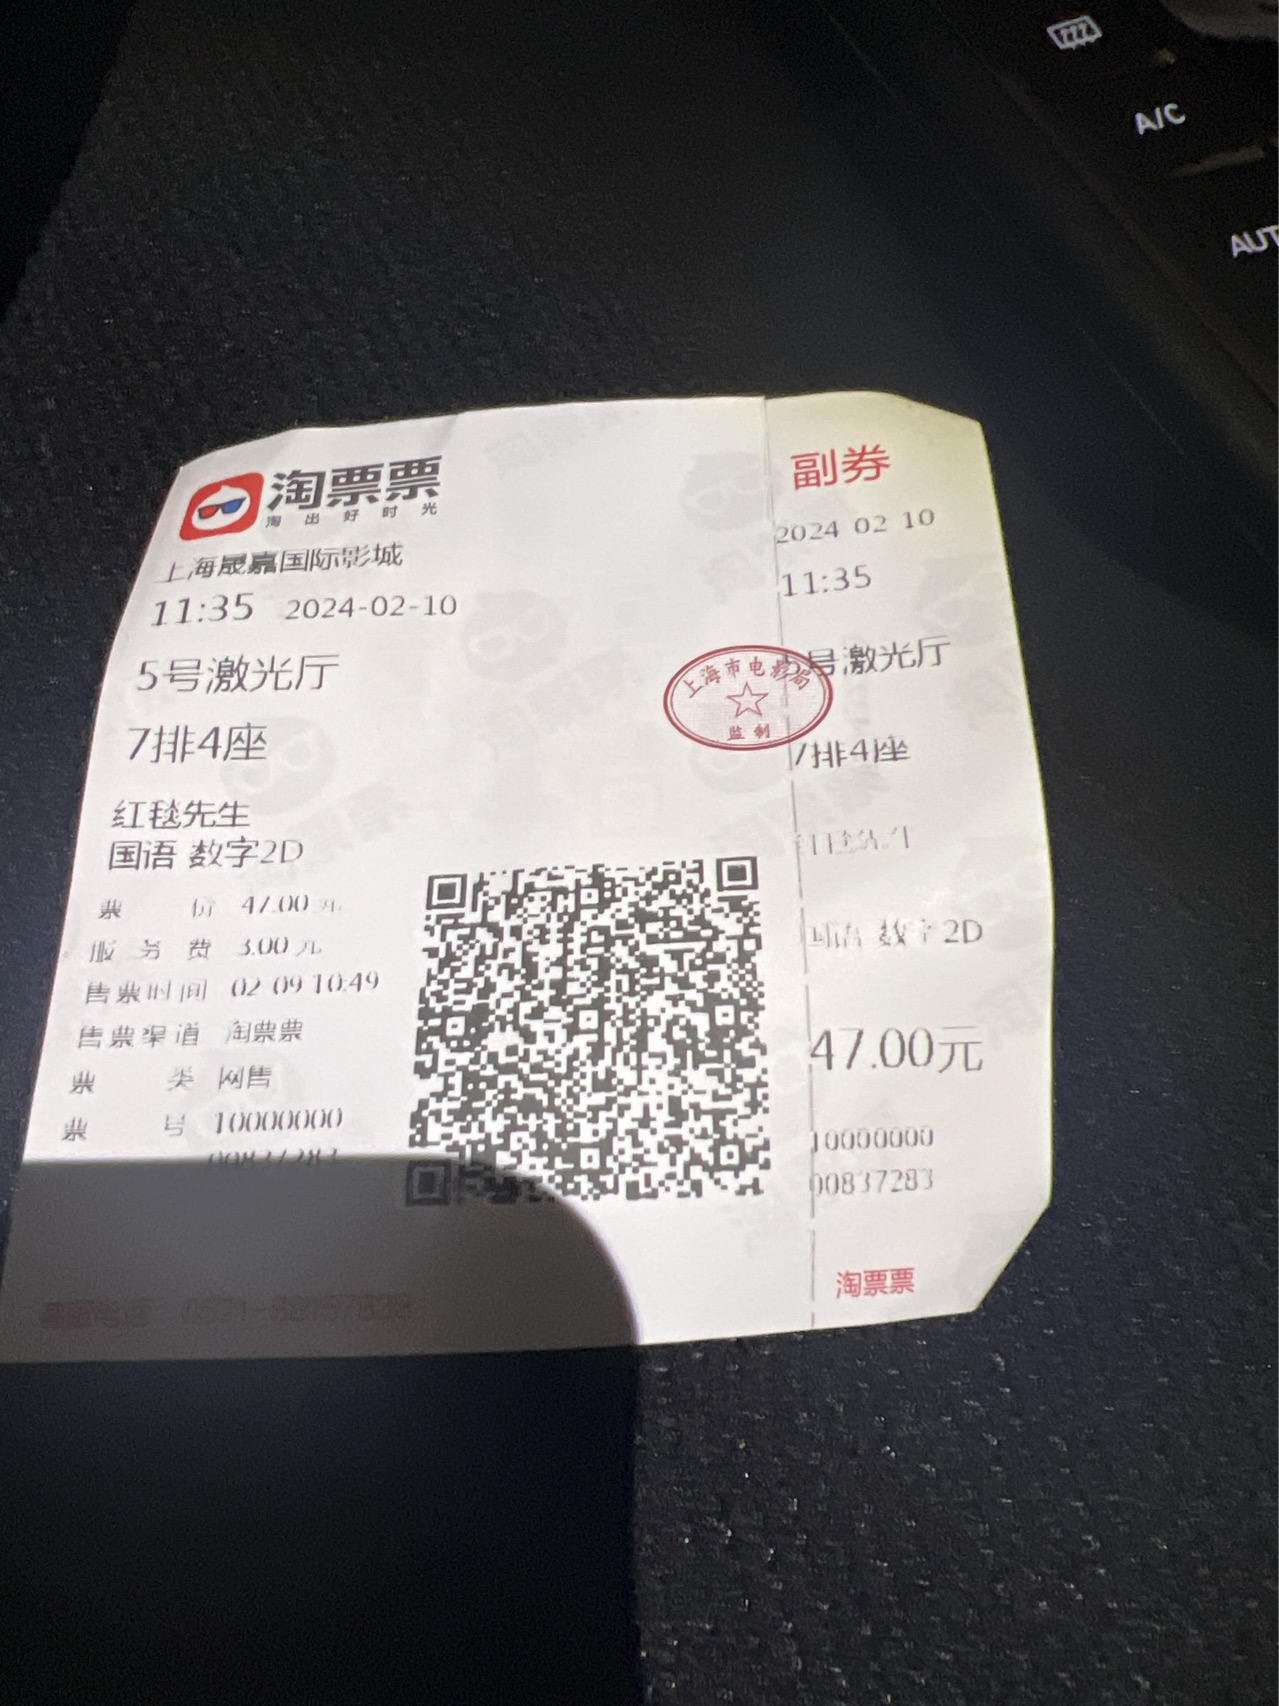 A/C
淘票票
淘出好时光
上海晟嘉国际影城
11:35 2024-02-10
5号激光厅
7排4座
红毯先生
国语 数字2D
票价 47.00元
服务费 3.00元
售票时间 02-09 10:49
售票渠道 淘票票
票类 网售
票号 10000000
00837283
上海市电影局
监制
副券
2024 02 10
11:35
5号激光厅
7排4座
国语 数字2D
47.00元
10000000
00837283
淘票票